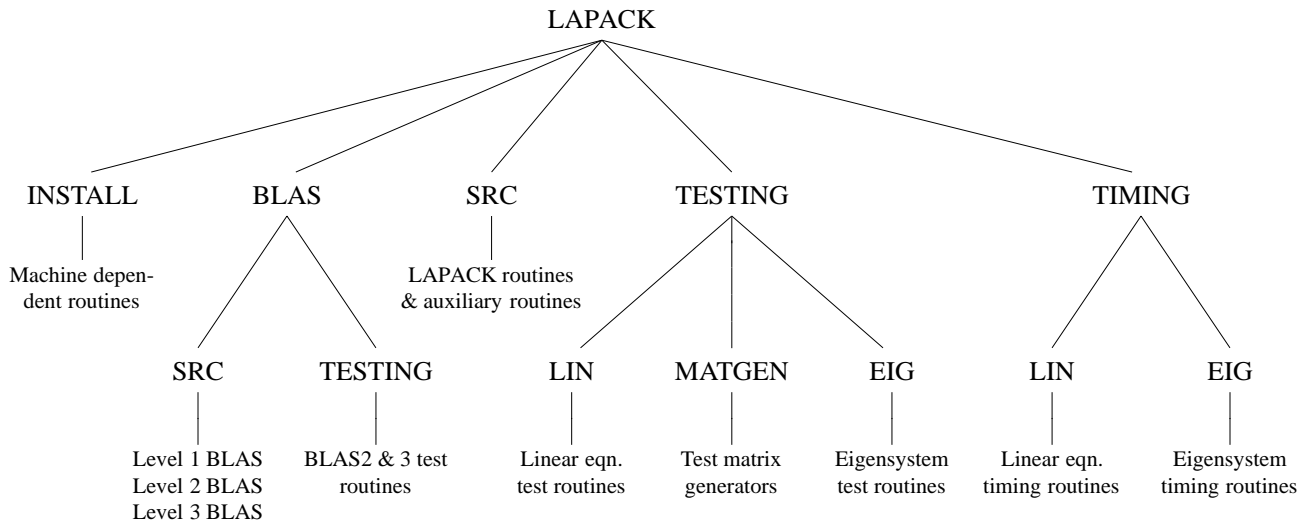 LAPACK
INSTALL BLAS SRC TESTING TIMING
Machine depen-
dent routines
LAPACK routines
& auxiliary routines
SRC TESTING LIN MATGEN EIG LIN EIG
Level 1 BLAS
Level 2 BLAS
Level 3 BLAS
BLAS2 & 3 test
routines
Linear eqn.
test routines
Test matrix
generators
Eigensystem
test routines
Linear eqn.
timing routines
Eigensystem
timing routines